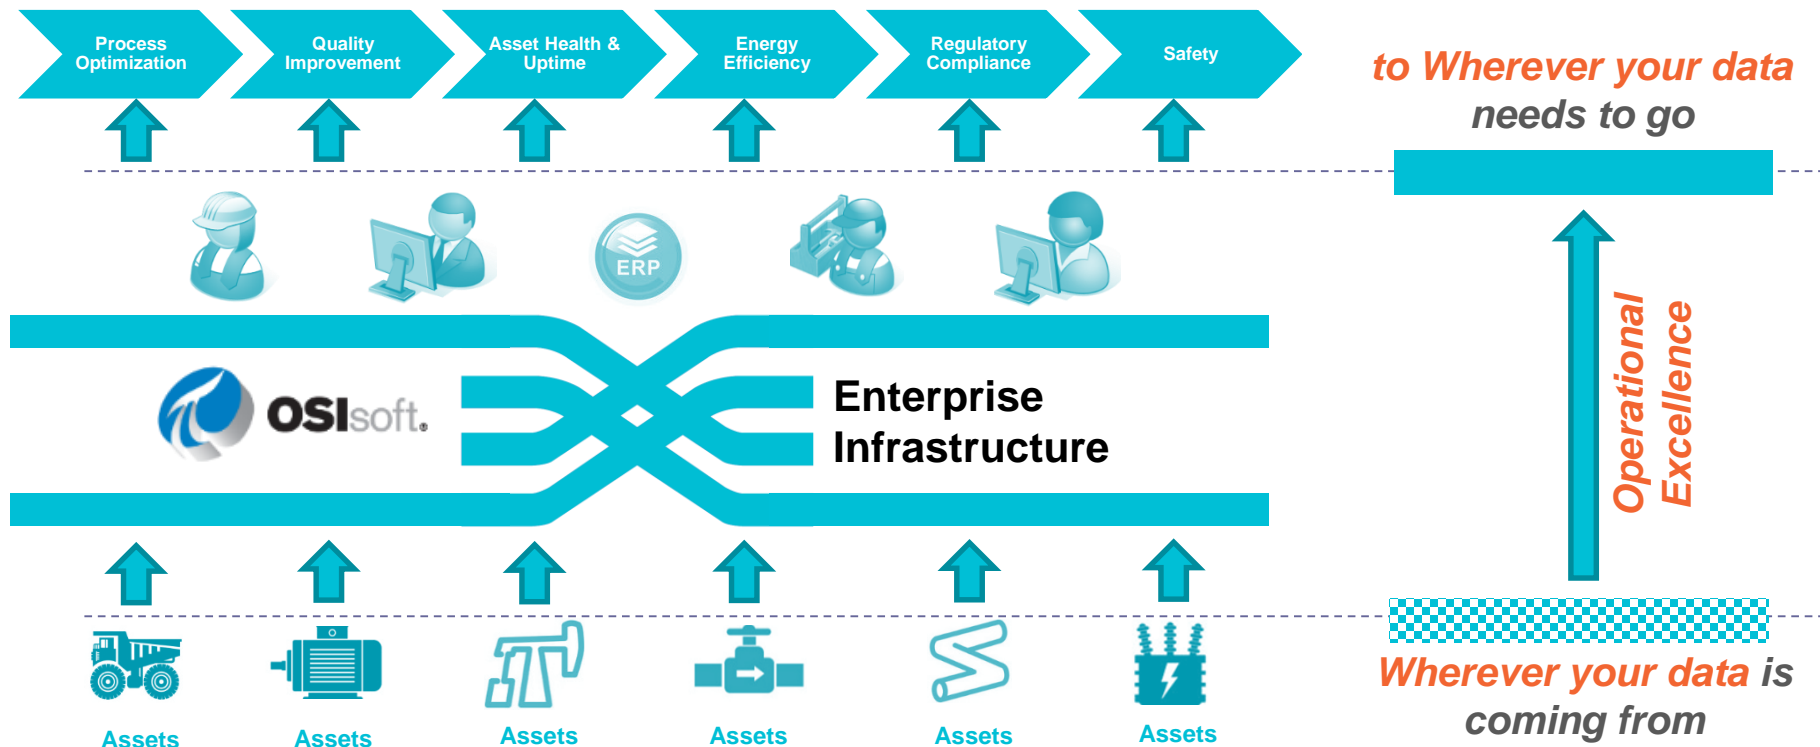 Process
Optimization
Quality
Improvement
Asset Health &
Uptime
Energy
Efficiency
Regulatory
Compliance
Safety
to Wherever your data
needs to go
ERP
OSIsoft®
Enterprise
Infrastructure
Operational
Excellence
Assets
Assets
Assets
Assets
Assets
Assets
Wherever your data is
coming from